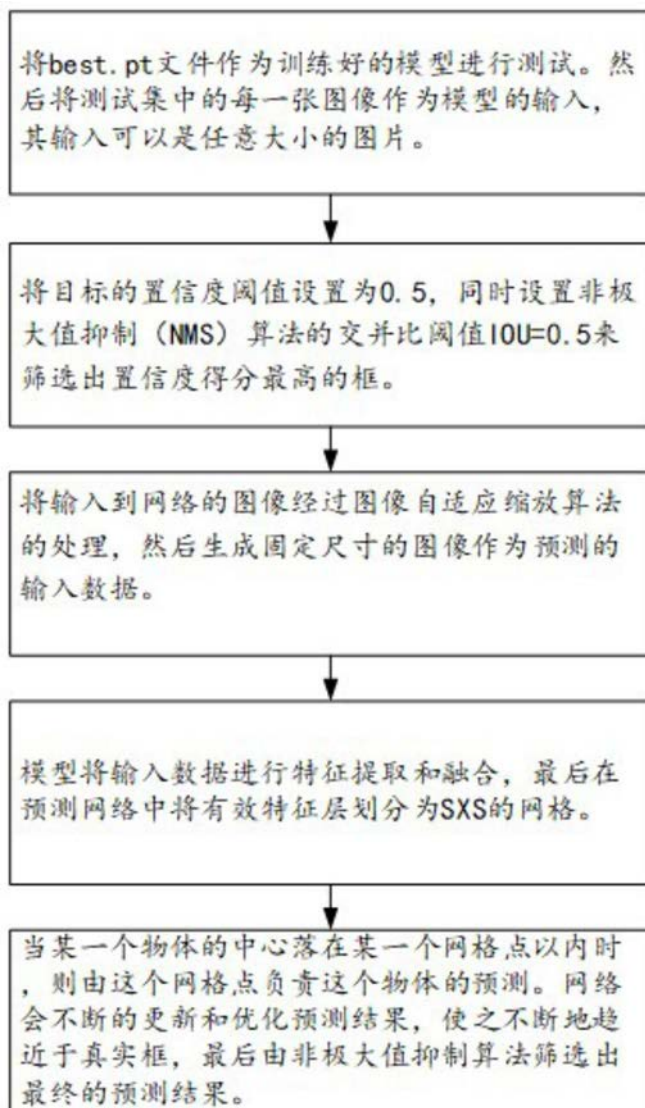 将best.pt文件作为训练好的模型进行测试。然
后将测试集中的每一张图像作为模型的输入，
其输入可以是任意大小的图片。
将目标的置信度阈值设置为0.5，同时设置非极
大值抑制（NMS）算法的交并比阈值IOU=0.5来
筛选出置信度得分最高的框。
将输入到网络的图像经过图像自适应缩放算法
的处理，然后生成固定尺寸的图像作为预测的
输入数据。
模型将输入数据进行特征提取和融合，最后在
预测网络中将有效特征层划分为SXS的网格。
当某一个物体的中心落在某一个网格点以内时
，则由这个网格点负责这个物体的预测。网络
会不断的更新和优化预测结果，使之不断地趋
近于真实框，最后由非极大值抑制算法筛选出
最终的预测结果。